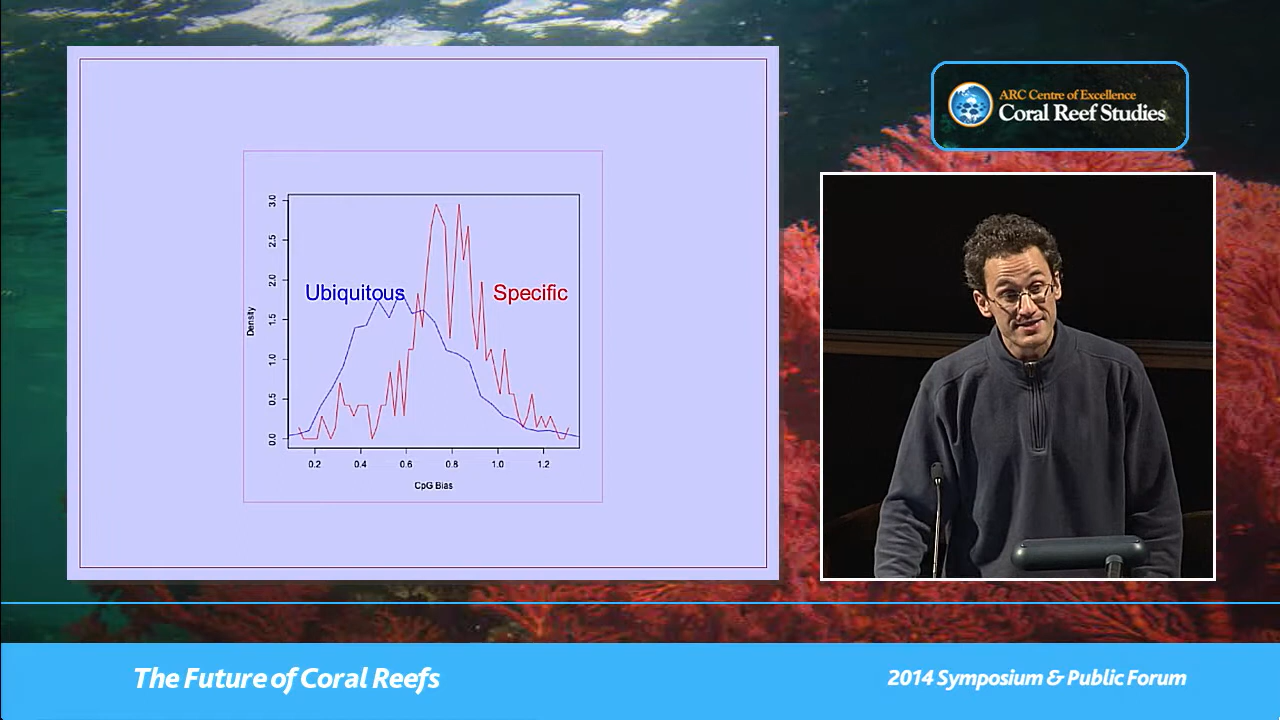 ARC Centre of Excellence
Coral Reef Studies
Ubiquitous
Specific
Density
3.0
2.5
2.0
1.5
1.0
0.5
0.0
0.2
0.4
0.6
0.8
1.0
1.2
CpG Bias
The Future of Coral Reefs
2014 Symposium & Public Forum